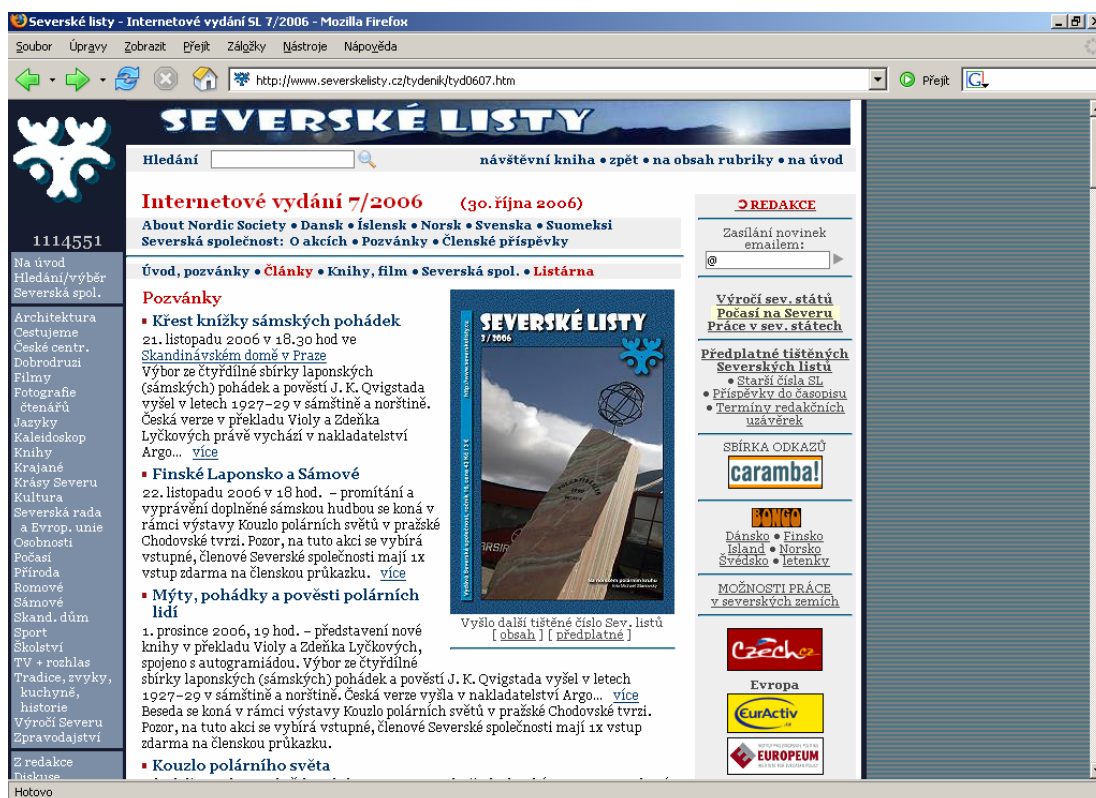 Severské listy - Internetové vydání SL 7/2006 - Mozilla Firefox
Soubor Úpravy Zobrazit Přejít Záložky Nástroje Nápověda
http://www.severskelisty.cz/tydenik/tyd0607.htm
Přejít
SEVERSKÉ LISTY
Hledání
návštěvní kniha • zpět • na obsah rubriky • na úvod
1114551
Na úvod
Hledání/výběr
Severská spol.
Architektura
Cestujeme
České centr.
Dobrodruzi
Filmy
Fotografie
čtenářů
Jazyky
Kaleidoskop
Knihy
Krajané
Krásy Severu
Kultura
Severská rada
a Evrop. unie
Osobnosti
Počasí
Příroda
Romové
Sámové
Skand. dům
Sport
Školství
TV + rozhlas
Tradice, zvyky,
kuchyně,
historie
Výročí Severu
Zpravodajství
Z redakce
Diskuse
Internetové vydání 7/2006 (30. října 2006)
About Nordic Society • Dansk • Íslensk • Norsk • Svenska • Suomeksi
Severská společnost: O akcích • Pozvánky • Členské příspěvky
Úvod, pozvánky • Články • Knihy, film • Severská spol. • Listárna
Pozvánky
Křest knížky sámských pohádek
21. listopadu 2006 v 18.30 hod ve
Skandinávském domě v Praze
Výbor ze čtyřdílné sbírky laponských
(sámských) pohádek a pověstí J. K. Qvigstada
vyšel v letech 1927–29 v sámštině a norštině.
Česká verze v překladu Violy a Zdeňka
Lyčkových právě vychází v nakladatelství
Argo... více
Finské Laponsko a Sámové
22. listopadu 2006 v 18 hod. – promítání a
vyprávění doplněné sámskou hudbou se koná v
rámci výstavy Kouzlo polárních světů v pražské
Chodovské tvrzi. Pozor, na tuto akci se vybírá
vstupné, členové Severské společnosti mají 1x
vstup zdarma na členskou průkazku. více
Mýty, pohádky a pověsti polárních
lidí
1. prosince 2006, 19 hod. – představení nové
knihy v překladu Violy a Zdeňka Lyčkových,
spojeno s autogramiádou. Výbor ze čtyřdílné
sbírky laponských (sámských) pohádek a pověstí J. K. Qvigstada vyšel v letech
1927–29 v sámštině a norštině. Česká verze vyšla v nakladatelství Argo... více
Beseda se koná v rámci výstavy Kouzlo polárních světů v pražské Chodovské tvrzi.
Pozor, na tuto akci se vybírá vstupné, členové Severské společnosti mají 1x vstup
zdarma na členskou průkazku.
Kouzlo polárního světa
SEVERSKÉ LISTY
3 / 2006
Vyšlo další tištěné číslo Sev. listů
[ obsah ] [ předplatné ]
REDAKCE
Zasílání novinek
emailem:
@
Výročí sev. států
Počasí na Severu
Práce v sev. státech
Předplatné tištěných
Severských listů
• Starší čísla SL
• Příspěvky do časopisu
• Termíny redakčních
uzávěrek
SBÍRKA ODKAZŮ
caramba!
BONGO
Dánsko • Finsko
Island • Norsko
Švédsko • letenky
MOŽNOSTI PRÁCE
v severských zemích
Czech.cz
Evropa
EurActiv
EUROPEUM
Hotovo